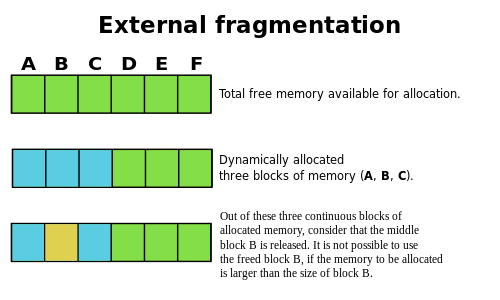 External fragmentation
A B C D E F
Total free memory available for allocation.
Dynamically allocated
three blocks of memory (A, B, C).
Out of these three continuous blocks of
allocated memory, consider that the middle
block B is released. It is not possible to use
the freed block B, if the memory to be allocated
is larger than the size of block B.